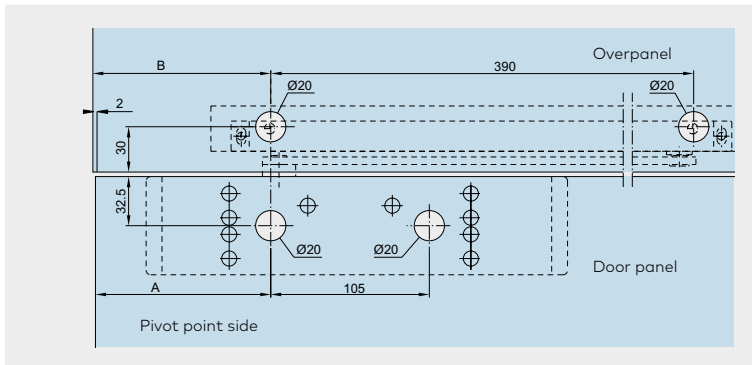 Overpanel
B
390
Ø20
Ø20
2
30
32.5
Ø20
Ø20
Door panel
A
105
Pivot point side